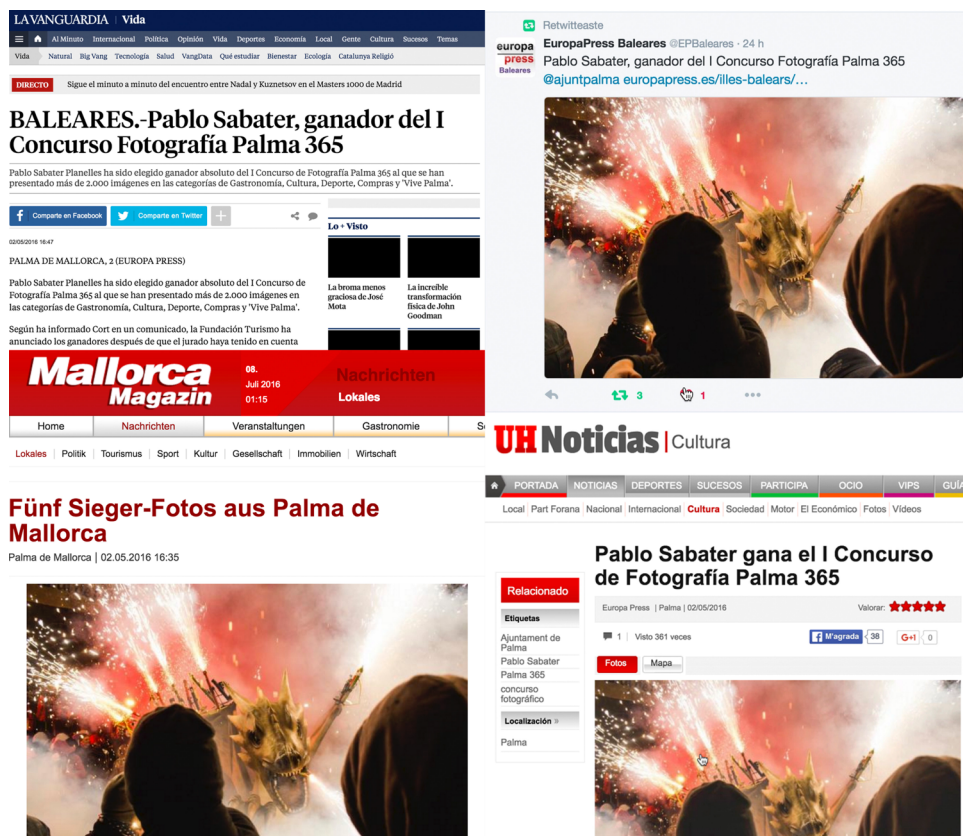 LAVANGUARDIA | Vida
Al Minuto Internacional Política Opinión Vida Deportes Economía Local Gente Cultura Sucesos Temas
Vida Natural Big Vang Tecnología Salud VangData Qué estudiar Bienestar Ecología Catalunya Religió
DIRECTO Sigue el minuto a minuto del encuentro entre Nadal y Kuznetsov en el Masters 1000 de Madrid
BALEARES.-Pablo Sabater, ganador del I
Concurso Fotografía Palma 365
Pablo Sabater Planelles ha sido elegido ganador absoluto del I Concurso de Fotografía Palma 365 al que se han
presentado más de 2.000 imágenes en las categorías de Gastronomía, Cultura, Deporte, Compras y 'Vive Palma'.
Comparte en Facebook Comparte en Twitter
02/05/2016 16:47
PALMA DE MALLORCA, 2 (EUROPA PRESS)
Pablo Sabater Planelles ha sido elegido ganador absoluto del I Concurso de
Fotografía Palma 365 al que se han presentado más de 2.000 imágenes en
las categorías de Gastronomía, Cultura, Deporte, Compras y 'Vive Palma'.
Según ha informado Cort en un comunicado, la Fundación Turismo ha
anunciado los ganadores después de que el jurado haya tenido en cuenta
Lo + Visto
La broma menos
graciosa de José
Mota
La increíble
transformación
física de John
Goodman
Retwitteaste
europa
press
Baleares
EuropaPress Baleares @EPBaleares · 24 h
Pablo Sabater, ganador del I Concurso Fotografía Palma 365
@ajuntpalma europapress.es/illes-balears/…
3 1
Mallorca
Magazin
08.
Juli 2016
01:15
Nachrichten
Lokales
Home Nachrichten Veranstaltungen Gastronomie S
Lokales | Politik | Tourismus | Sport | Kultur | Gesellschaft | Immobilien | Wirtschaft
Fünf Sieger-Fotos aus Palma de
Mallorca
Palma de Mallorca | 02.05.2016 16:35
UH Noticias | Cultura
PORTADA NOTICIAS DEPORTES SUCESOS PARTICIPA OCIO VIPS GUÍA
Local Part Forana Nacional Internacional Cultura Sociedad Motor El Económico Fotos Vídeos
Relacionado
Etiquetas
Ajuntament de
Palma
Pablo Sabater
Palma 365
concurso
fotográfico
Localización »
Palma
Pablo Sabater gana el I Concurso
de Fotografía Palma 365
Europa Press | Palma | 02/05/2016 Valorar:
1 | Visto 361 veces M'agrada 38 G+1 0
Fotos Mapa